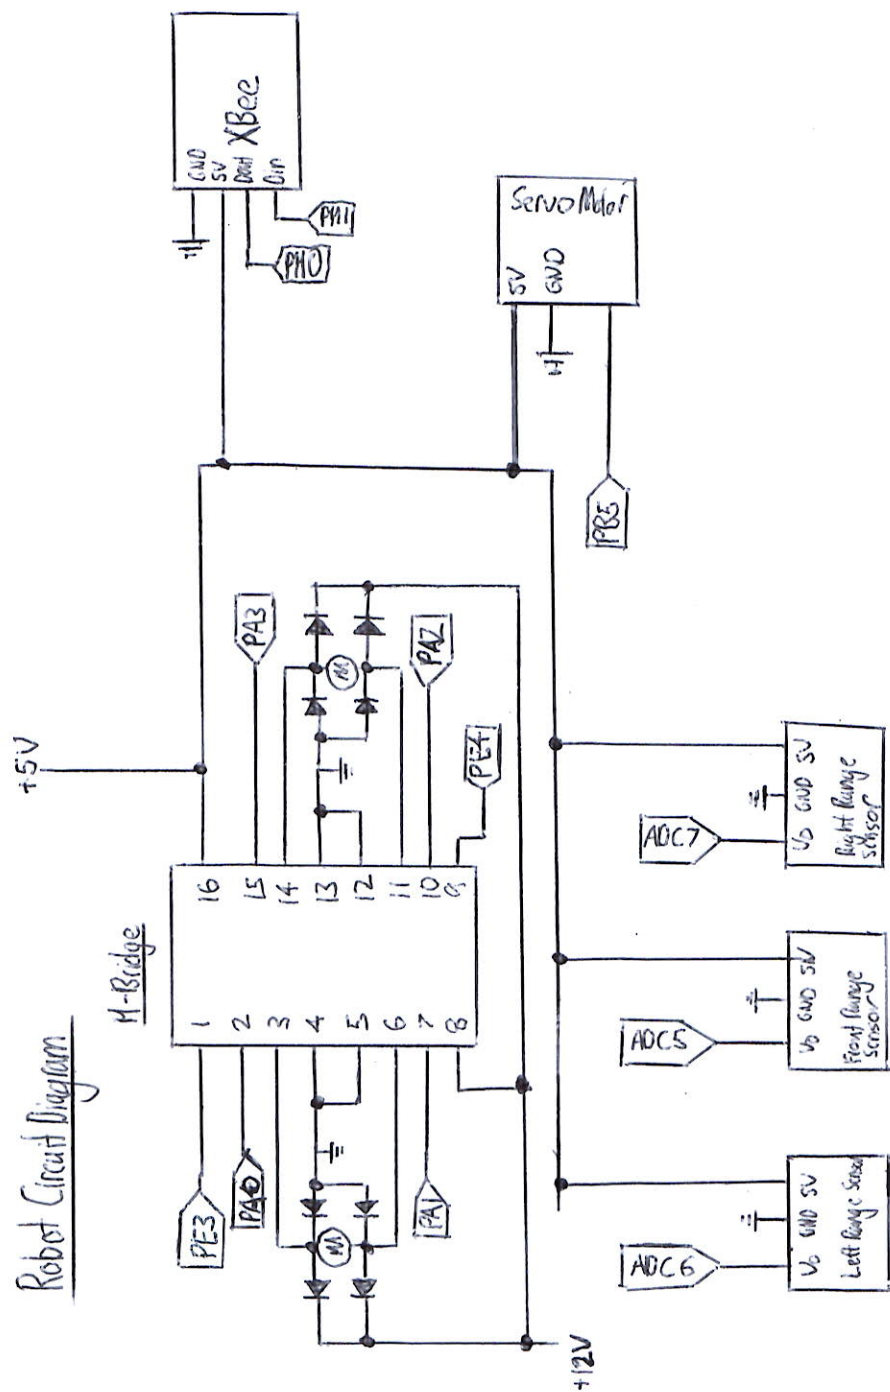 Robot Circuit Diagram
+5V
H-Bridge
PE3
1
16
PA0
2
15
PA3
3
14
4
13
M
M
5
12
6
11
PA1
7
10
PA2
8
9
PE4
+12V
GND
5V
Dout
Din
XBee
PH1
PH0
Servo Motor
5V
GND
PB5
ADC6
ADC5
ADC7
Vo GND 5V
Left Range Sensor
Vo GND 5V
Front Range
Sensor
Vo GND 5V
Right Range
Sensor